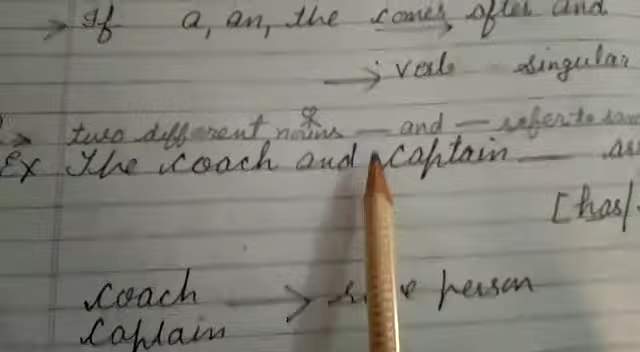 → If a, an, the comes after and
→ verb singular
→ two different nouns — and — refer to
Ex The coach and captain —
[has/
coach
captain > person